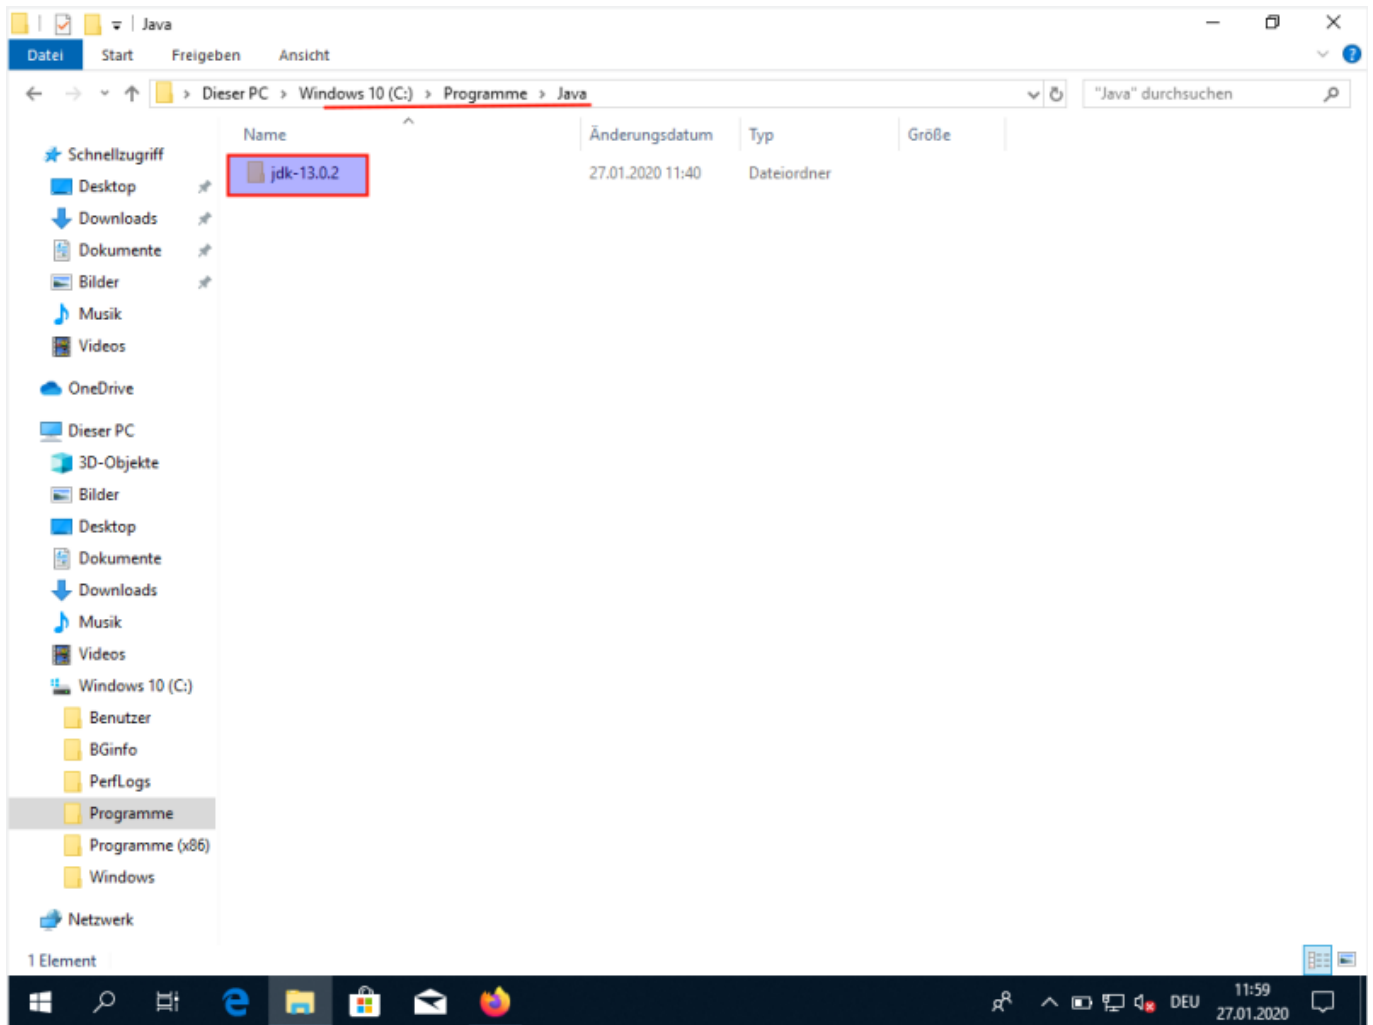 Java
Datei Start Freigeben Ansicht
Dieser PC Windows 10 (C:) Programme Java "Java" durchsuchen
Name Änderungsdatum Typ Größe
jdk-13.0.2 27.01.2020 11:40 Dateiordner
Schnellzugriff
Desktop
Downloads
Dokumente
Bilder
Musik
Videos
OneDrive
Dieser PC
3D-Objekte
Bilder
Desktop
Dokumente
Downloads
Musik
Videos
Windows 10 (C:)
Benutzer
BGinfo
PerfLogs
Programme
Programme (x86)
Windows
Netzwerk
1 Element
DEU 11:59
27.01.2020